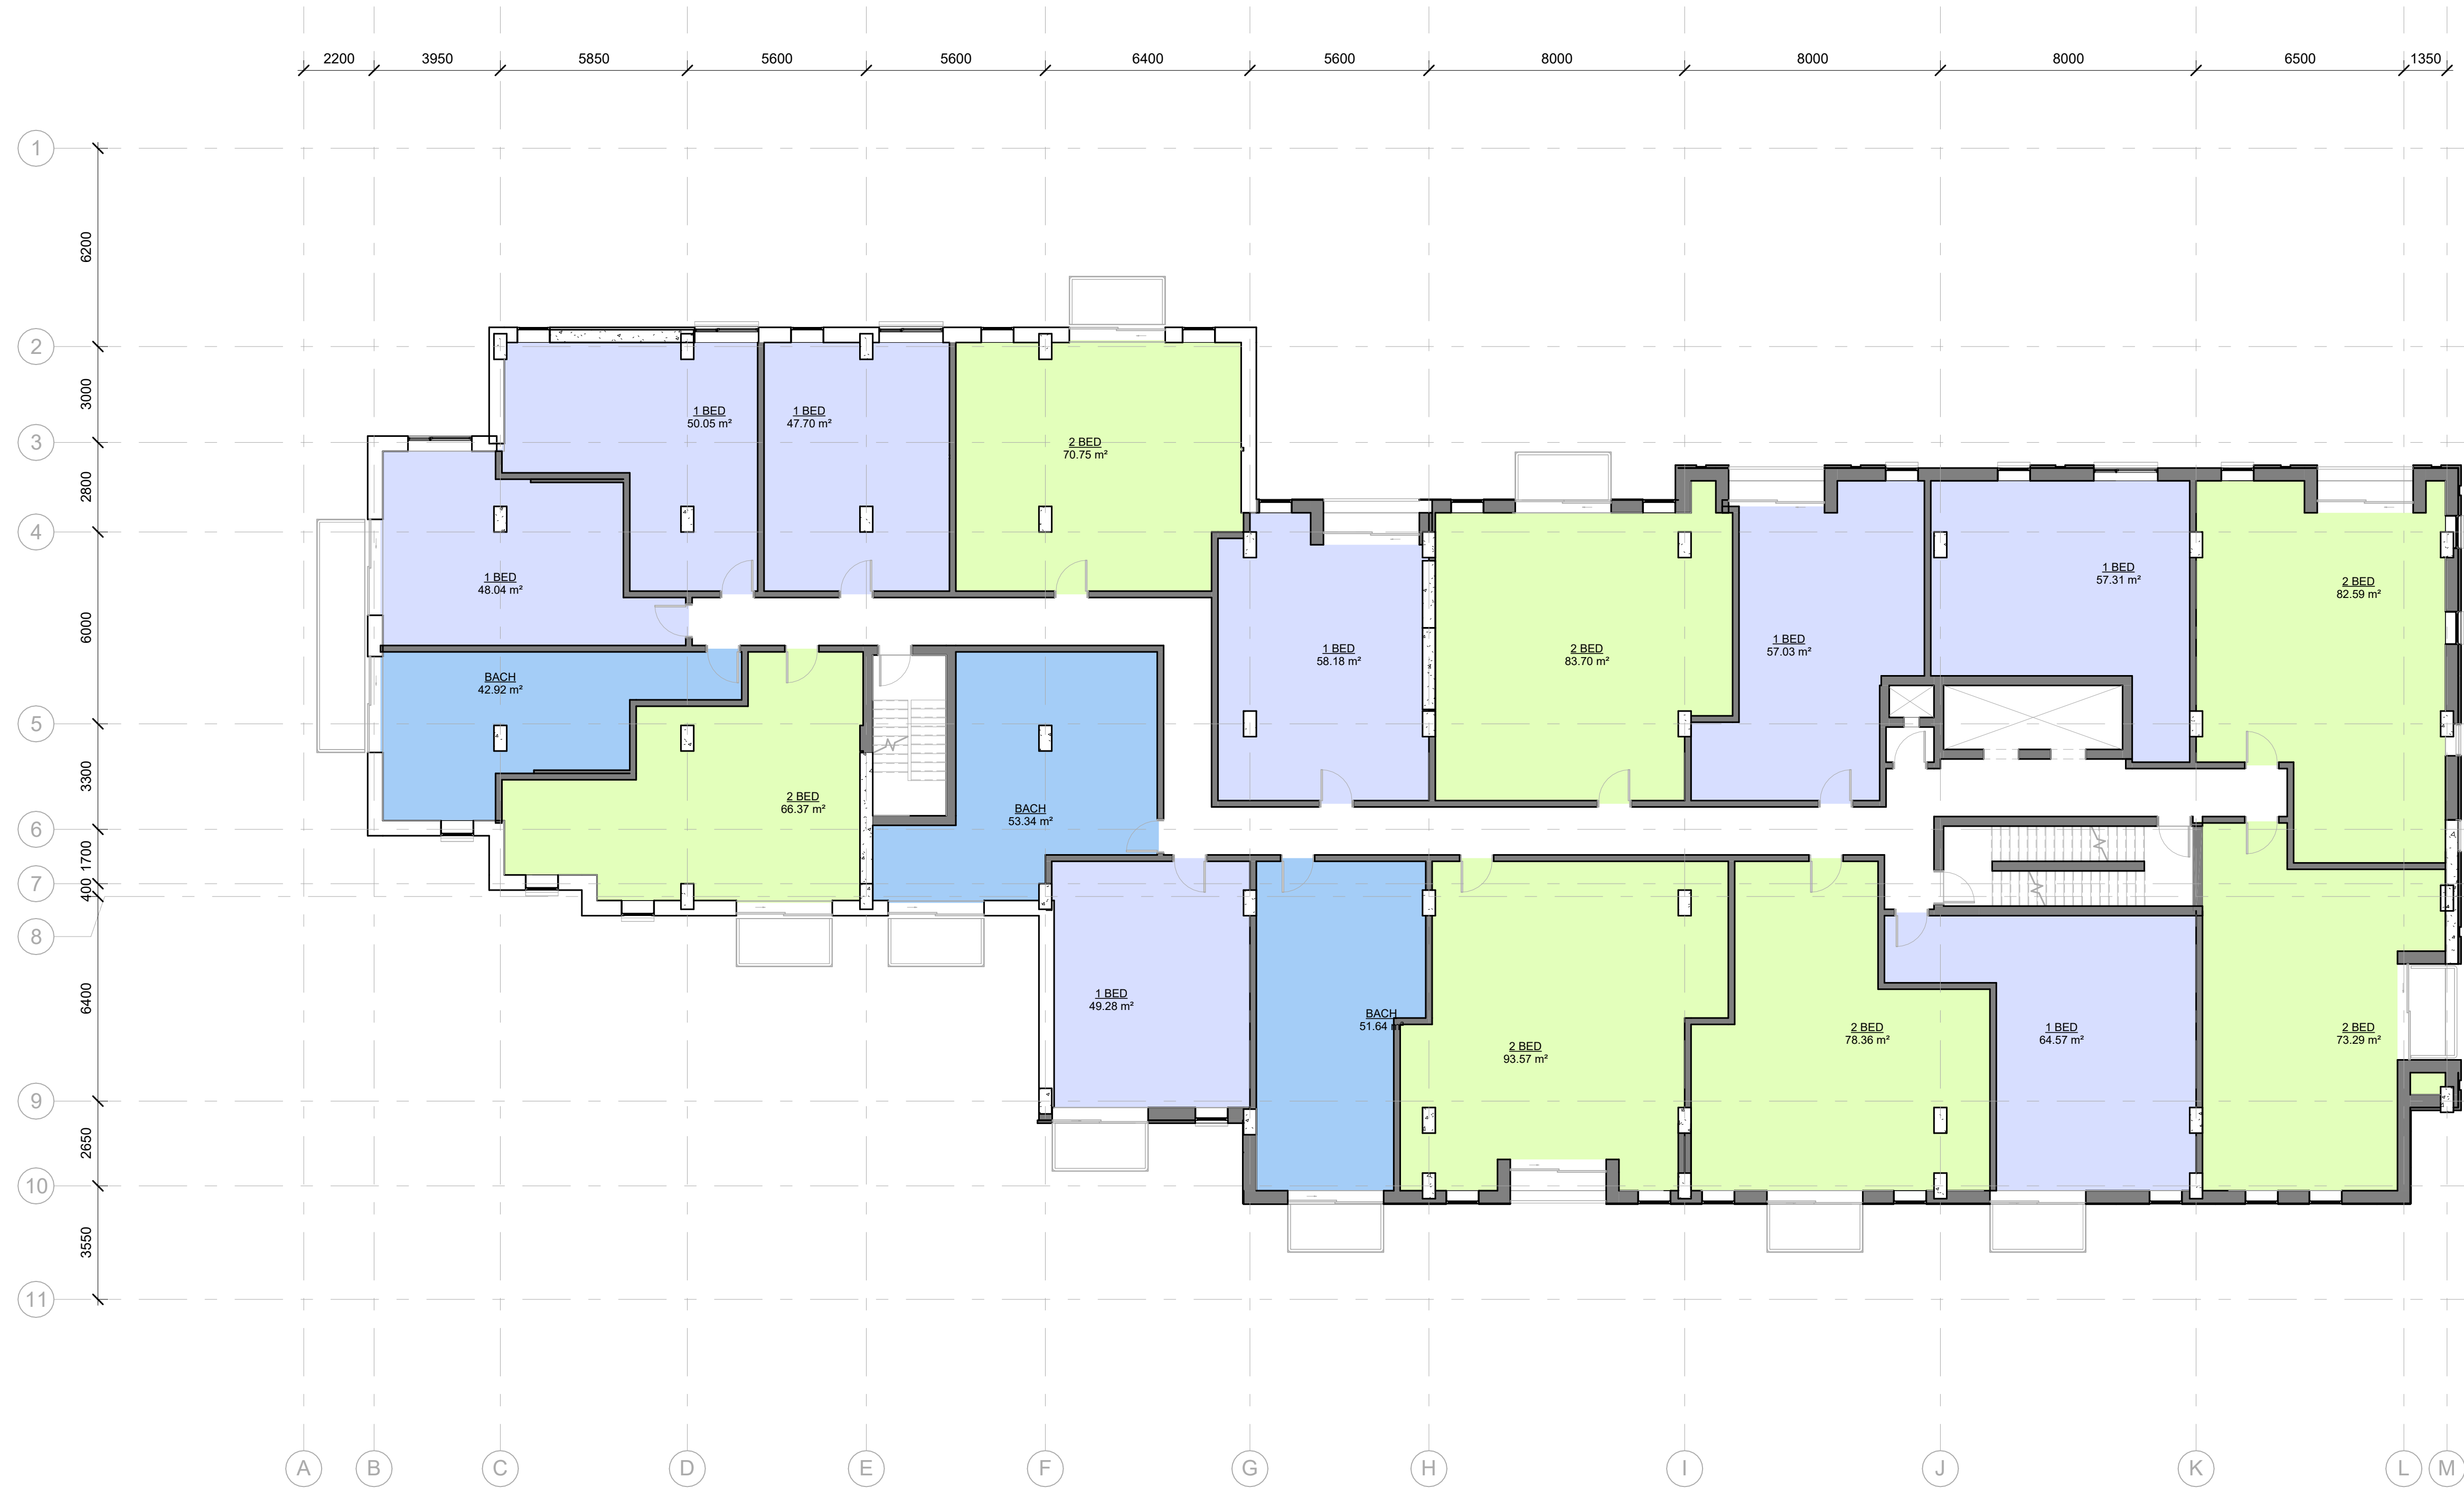 2200 3950 5850 5600 5600 6400 5600 8000 8000 8000 6500 1350
1
6200
2
3000
3
2800
4
6000
5
3300
6
1700
7
400
8
6400
9
2650
10
3550
11
1 BED
50.05 m²
1 BED
47.70 m²
2 BED
70.75 m²
1 BED
48.04 m²
1 BED
58.18 m²
2 BED
83.70 m²
1 BED
57.03 m²
1 BED
57.31 m²
2 BED
82.59 m²
BACH
42.92 m²
2 BED
66.37 m²
BACH
53.34 m²
1 BED
49.28 m²
BACH
51.64 m²
2 BED
93.57 m²
2 BED
78.36 m²
1 BED
64.57 m²
2 BED
73.29 m²
A B C D E F G H I J K L M